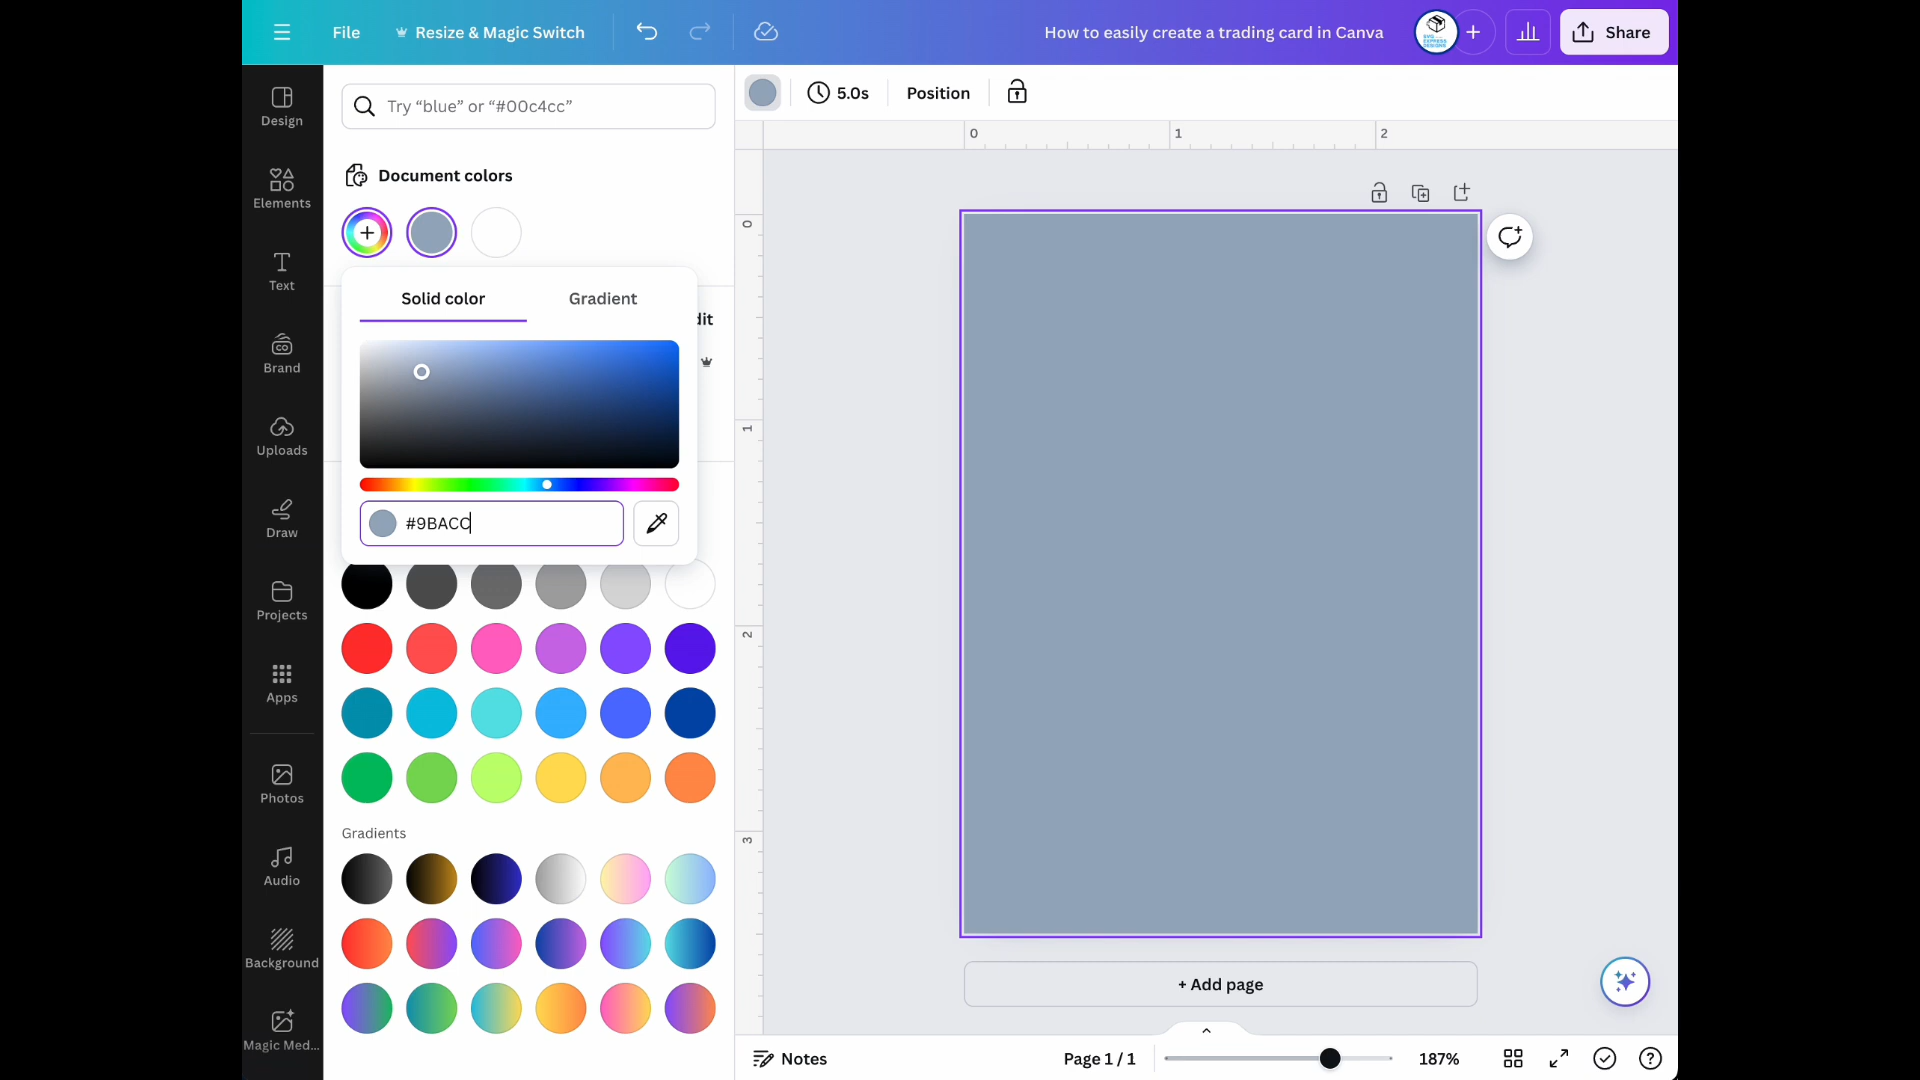 File
Resize & Magic Switch
How to easily create a trading card in Canva
Share
Design
Elements
Text
Brand
Uploads
Draw
Projects
Apps
Photos
Audio
Background
Magic Med...
Try “blue” or “#00c4cc”
Document colors
Solid color
Gradient
dit
#9BACC
Gradients
5.0s
Position
0
1
2
0
1
2
3
+ Add page
Notes
Page 1 / 1
187%